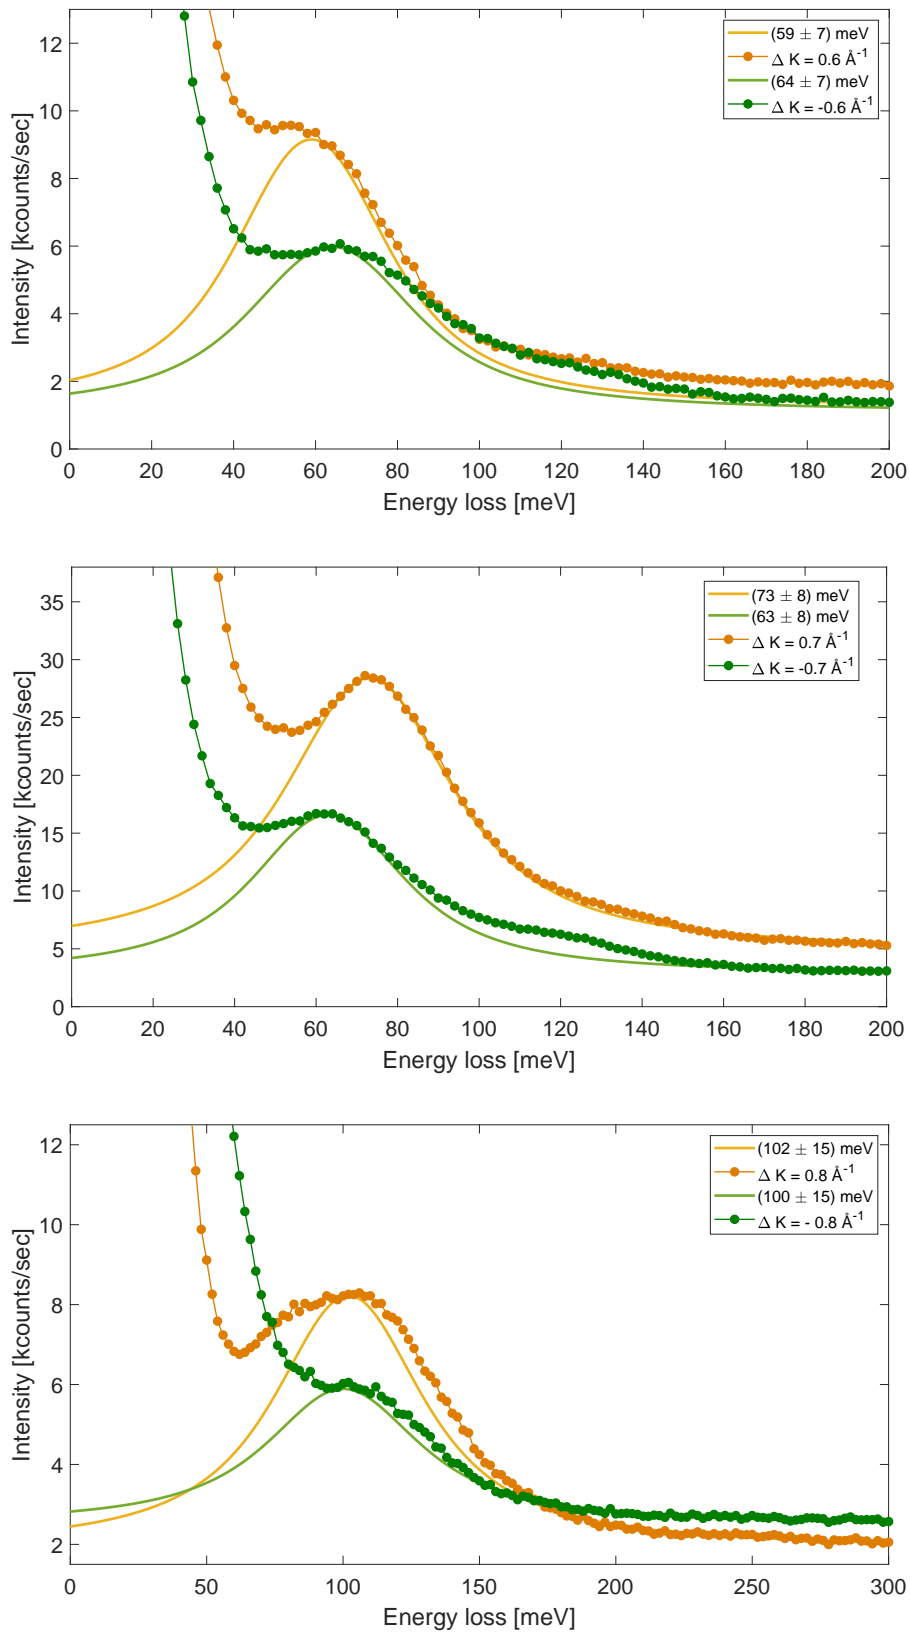 12
10
8
6
4
2
0
0 20 40 60 80 100 120 140 160 180 200
Energy loss [meV]
Intensity [kcounts/sec]
(59 ± 7) meV
Δ K = 0.6 Å-1
(64 ± 7) meV
Δ K = -0.6 Å-1
35
30
25
20
15
10
5
0
0 20 40 60 80 100 120 140 160 180 200
Energy loss [meV]
Intensity [kcounts/sec]
(73 ± 8) meV
(63 ± 8) meV
Δ K = 0.7 Å-1
Δ K = -0.7 Å-1
12
10
8
6
4
2
0 50 100 150 200 250 300
Energy loss [meV]
Intensity [kcounts/sec]
(102 ± 15) meV
Δ K = 0.8 Å-1
(100 ± 15) meV
Δ K = - 0.8 Å-1